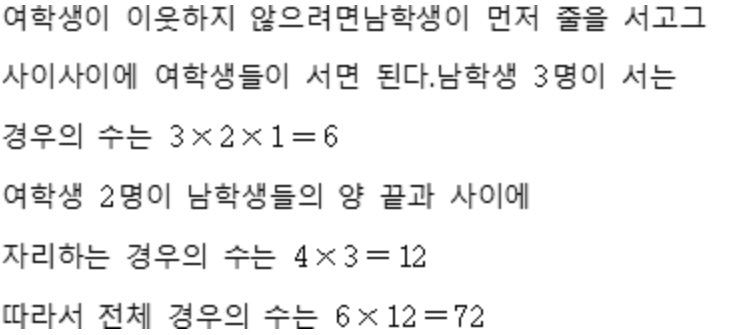 여학생이 이웃하지 않으려면남학생이 먼저 줄을 서고그
사이사이에 여학생들이 서면 된다.남학생 3명이 서는
경우의 수는 3×2×1=6
여학생 2명이 남학생들의 양 끝과 사이에
자리하는 경우의 수는 4×3=12
따라서 전체 경우의 수는 6×12=72